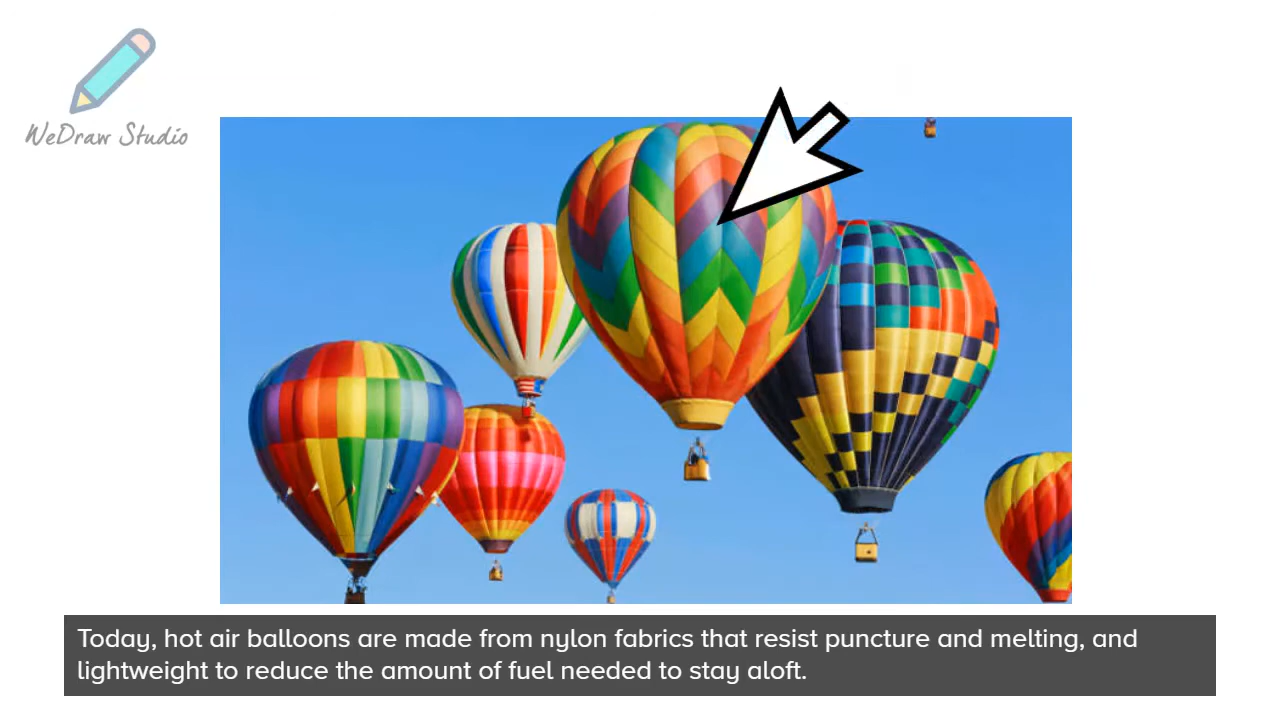 WeDraw Studio
Today, hot air balloons are made from nylon fabrics that resist puncture and melting, and
lightweight to reduce the amount of fuel needed to stay aloft.